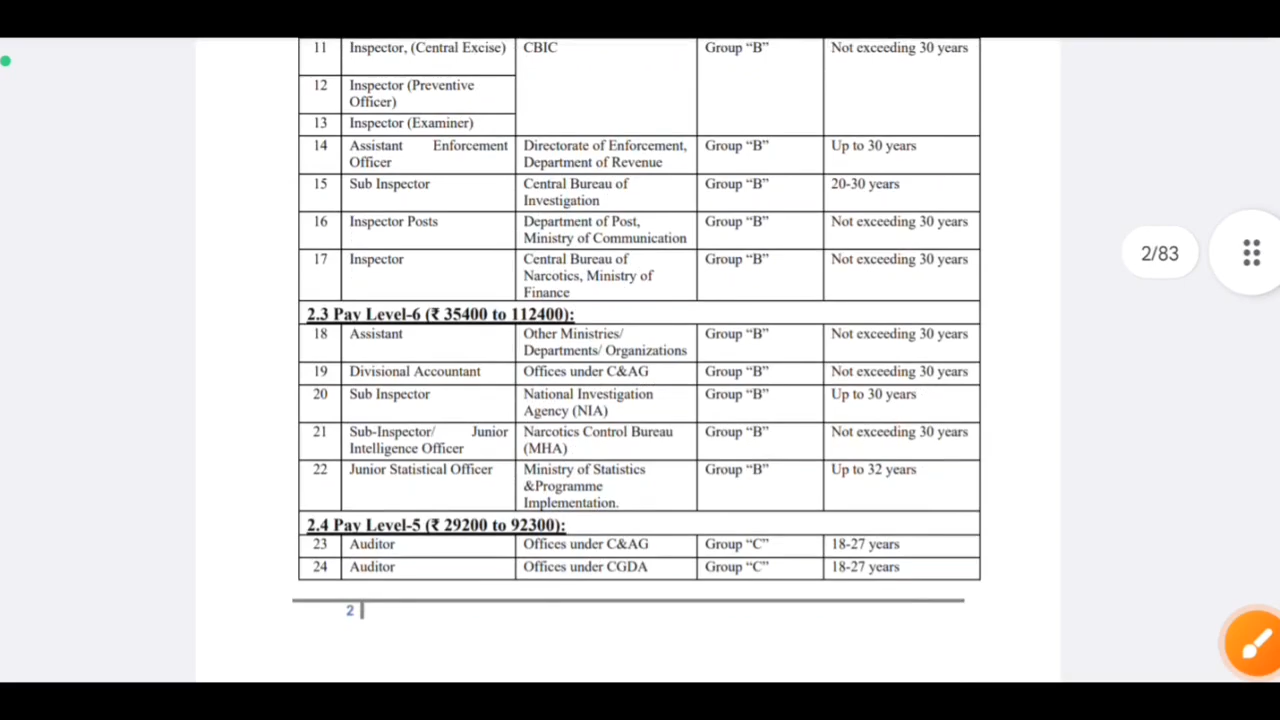 11 Inspector, (Central Excise) CBIC Group “B” Not exceeding 30 years
12 Inspector (Preventive
Officer)
13 Inspector (Examiner)
14 Assistant Enforcement Directorate of Enforcement, Group “B” Up to 30 years
Officer Department of Revenue
15 Sub Inspector Central Bureau of Group “B” 20-30 years
Investigation
16 Inspector Posts Department of Post, Group “B” Not exceeding 30 years
Ministry of Communication
17 Inspector Central Bureau of Group “B” Not exceeding 30 years
Narcotics, Ministry of
Finance
2.3 Pay Level-6 (₹ 35400 to 112400):
18 Assistant Other Ministries/ Group “B” Not exceeding 30 years
Departments/ Organizations
19 Divisional Accountant Offices under C&AG Group “B” Not exceeding 30 years
20 Sub Inspector National Investigation Group “B” Up to 30 years
Agency (NIA)
21 Sub-Inspector/ Junior Narcotics Control Bureau Group “B” Not exceeding 30 years
Intelligence Officer (MHA)
22 Junior Statistical Officer Ministry of Statistics Group “B” Up to 32 years
&Programme
Implementation.
2.4 Pay Level-5 (₹ 29200 to 92300):
23 Auditor Offices under C&AG Group “C” 18-27 years
24 Auditor Offices under CGDA Group “C” 18-27 years
2
2/83